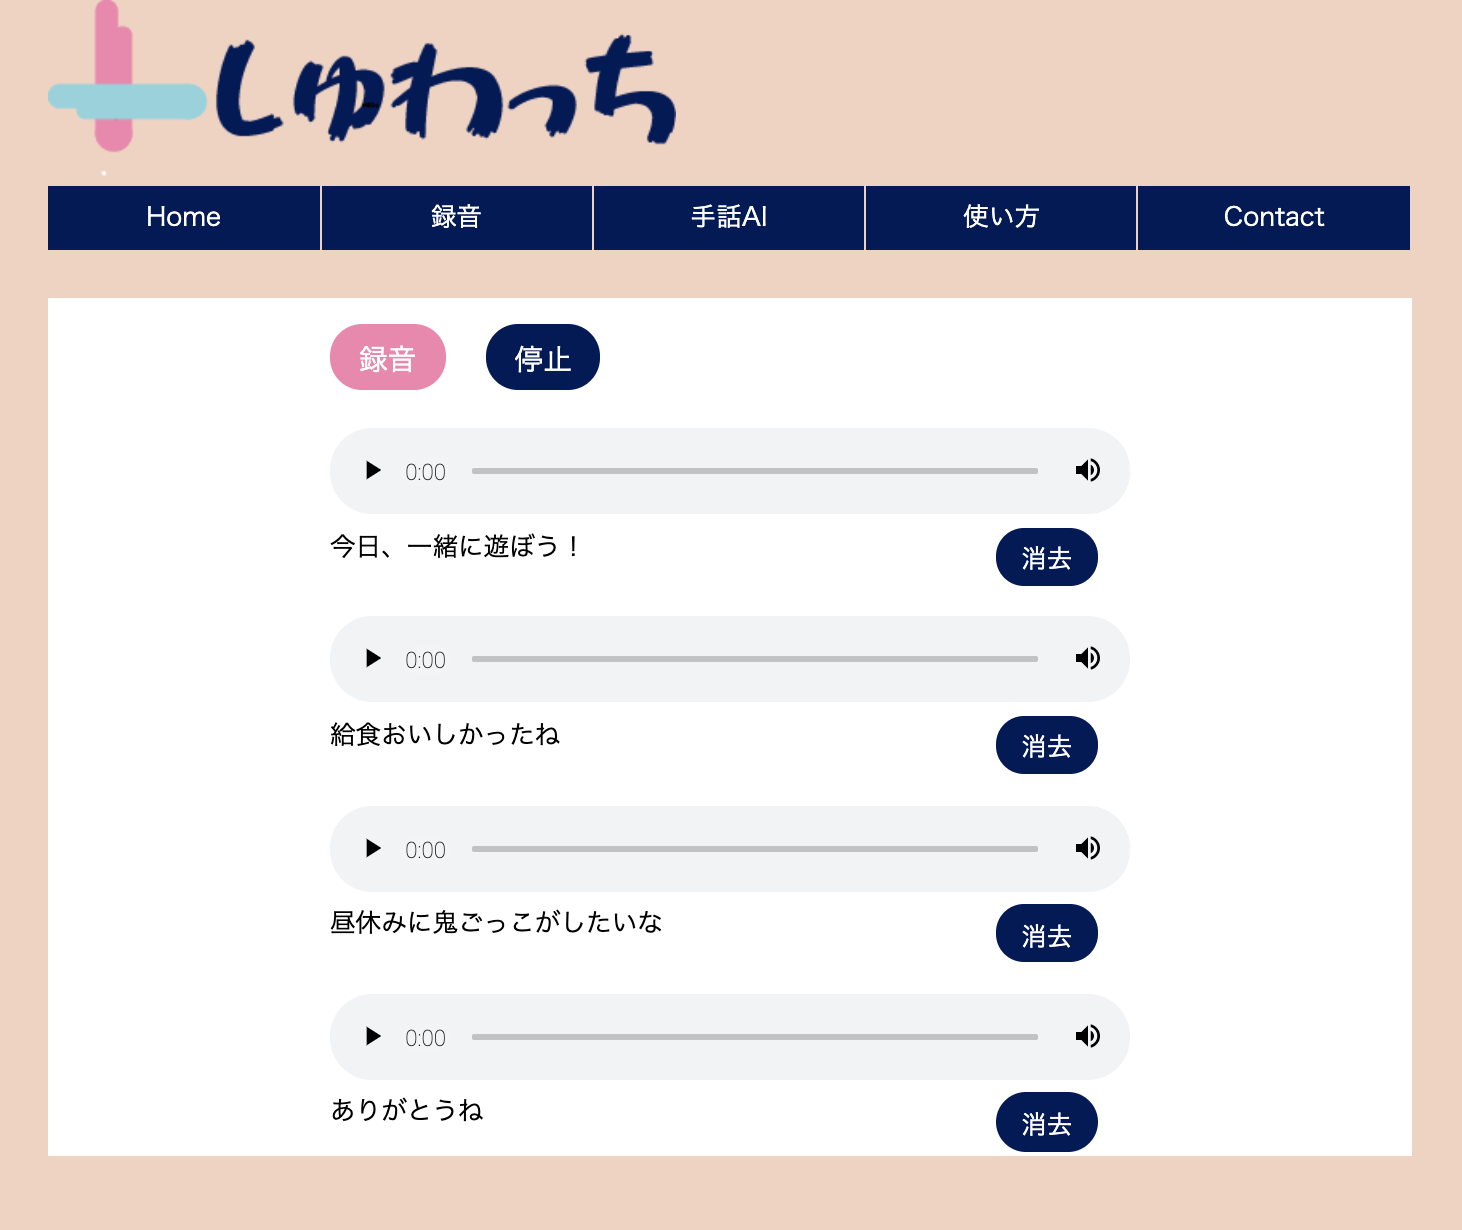 しゅわっち
Home 録音 手話AI 使い方 Contact
録音 停止
0:00
今日、一緒に遊ぼう！ 消去
0:00
給食おいしかったね 消去
0:00
昼休みに鬼ごっこがしたいな 消去
0:00
ありがとうね 消去